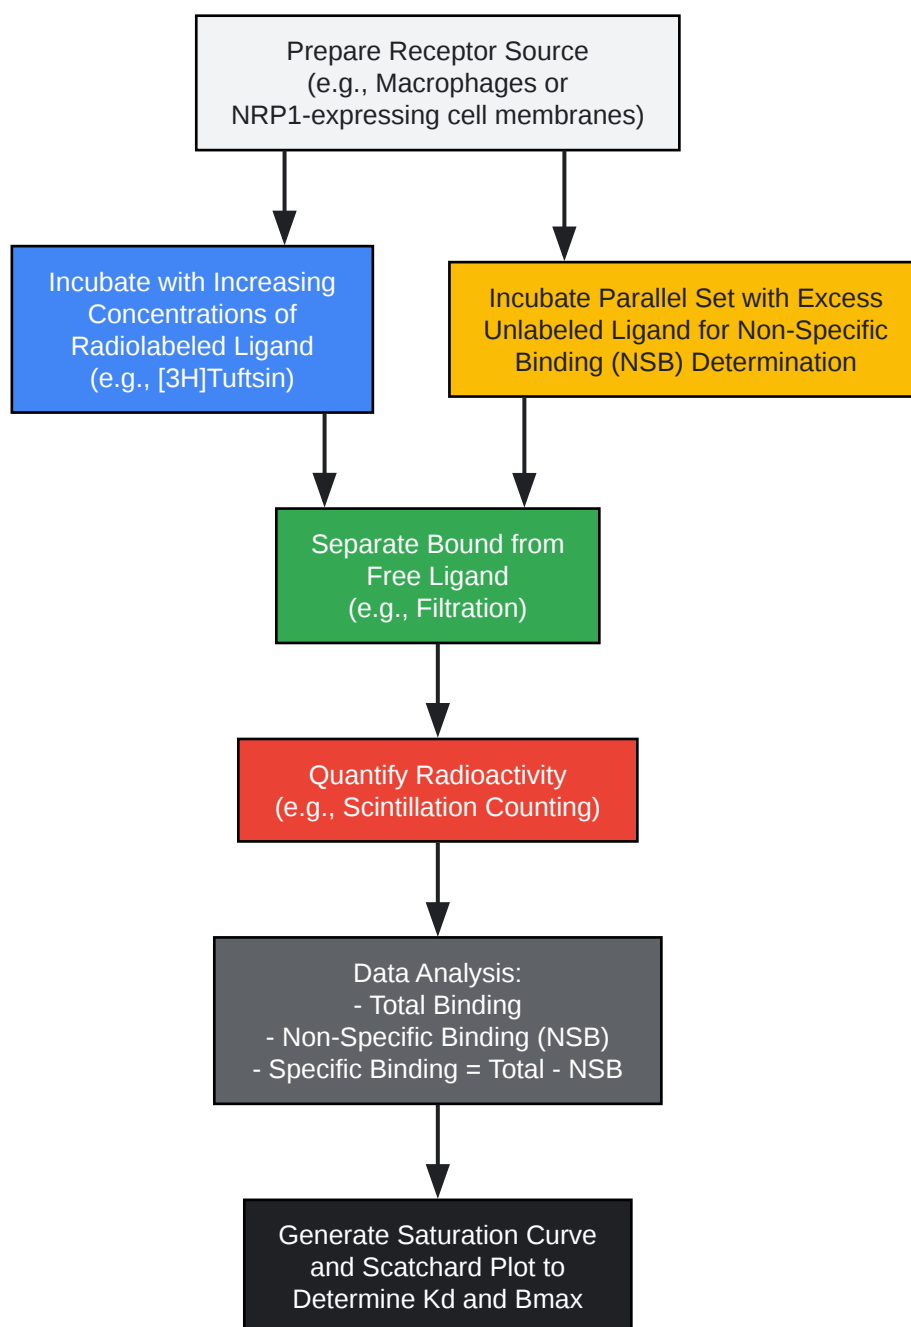 Prepare Receptor Source
(e.g., Macrophages or
NRP1-expressing cell membranes)
Incubate with Increasing
Concentrations of
Radiolabeled Ligand
(e.g., [3H]Tuftsin)
Incubate Parallel Set with Excess
Unlabeled Ligand for Non-Specific
Binding (NSB) Determination
Separate Bound from
Free Ligand
(e.g., Filtration)
Quantify Radioactivity
(e.g., Scintillation Counting)
Data Analysis:
- Total Binding
- Non-Specific Binding (NSB)
- Specific Binding = Total - NSB
Generate Saturation Curve
and Scatchard Plot to
Determine Kd and Bmax